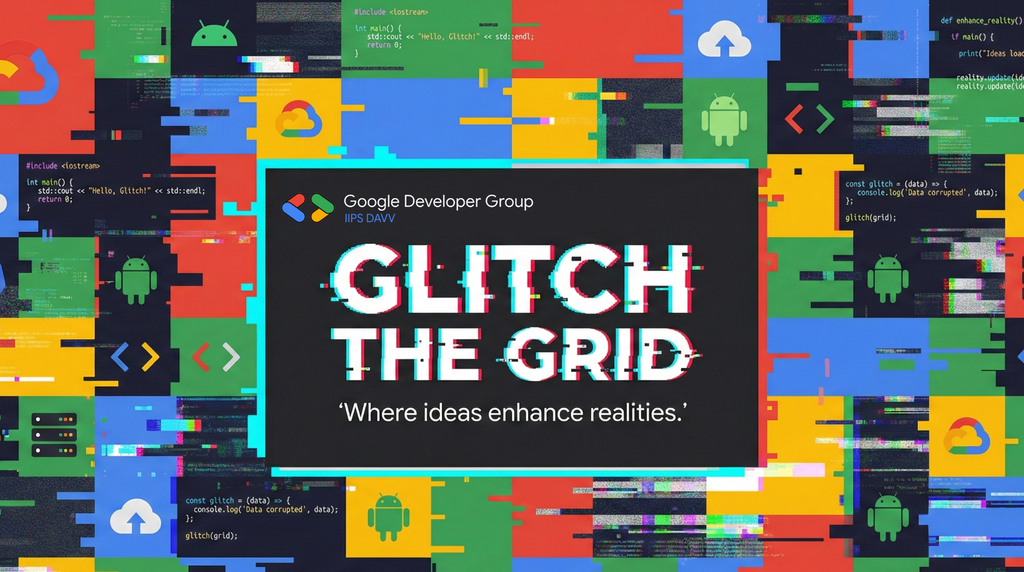 #include <iostream>
int main() {
std::cout << "Hello, Glitch!" << std::endl;
return 0;
}
def enhance_reality()
if main() {
print("Ideas
reality.update(
reality.update(
#include <iostream>
int main() {
std::cout << "Hello, Glitch!" << std::endl;
return 0;
}
const glitch = (data) => {
console.log('Data corrupted', data);
};
glitch(grid);
Google Developer Group
IIPS DAVV
GLITCH
THE GRID
‘Where ideas enhance realities.’
const glitch = (data) => {
console.log('Data corrupted', data);
};
glitch(grid);